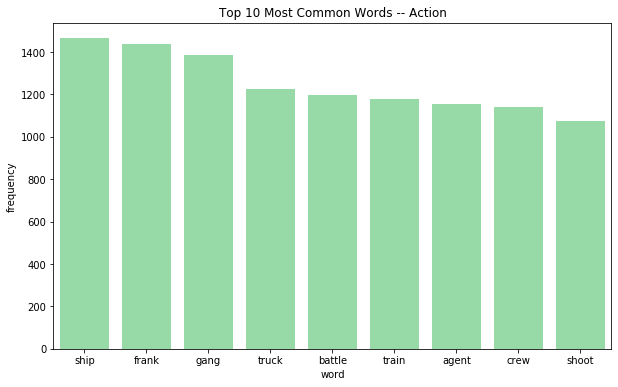 Top 10 Most Common Words -- Action
1400
1200
1000
800
600
400
200
0
frequency
ship frank gang truck battle train agent crew shoot
word